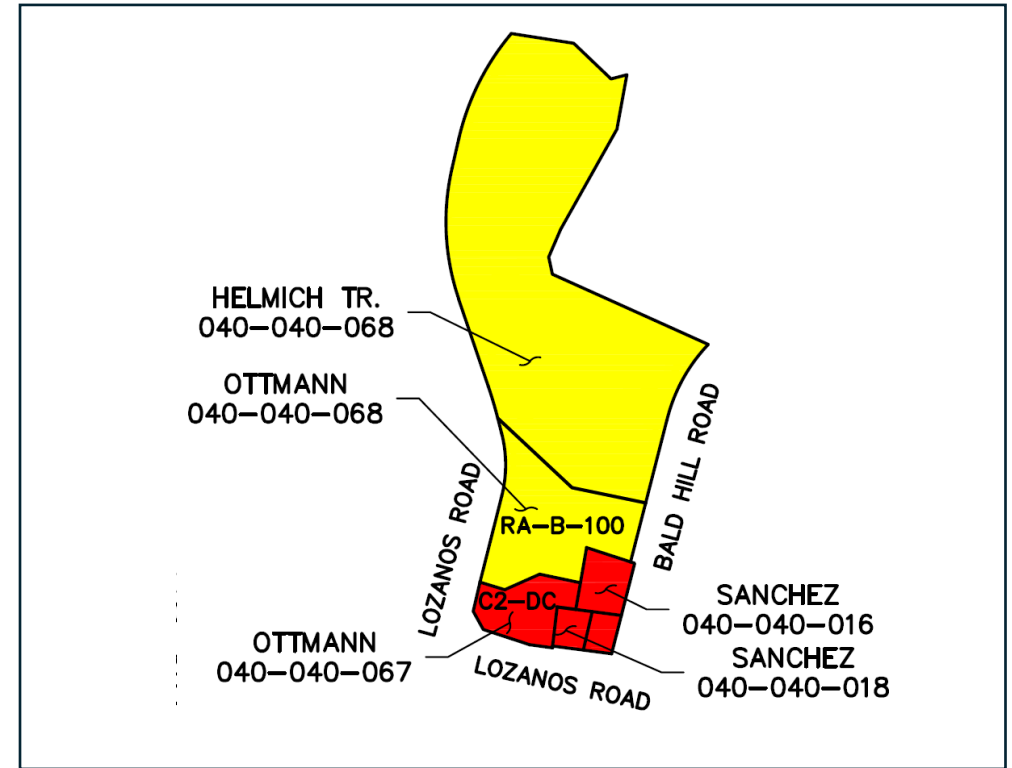 HELMICH TR.
040-040-068
OTTMANN
040-040-068
LOZANOS ROAD
BALD HILL ROAD
RA-B-100
C2-DC
OTTMANN
040-040-067
LOZANOS ROAD
SANCHEZ
040-040-016
SANCHEZ
040-040-018